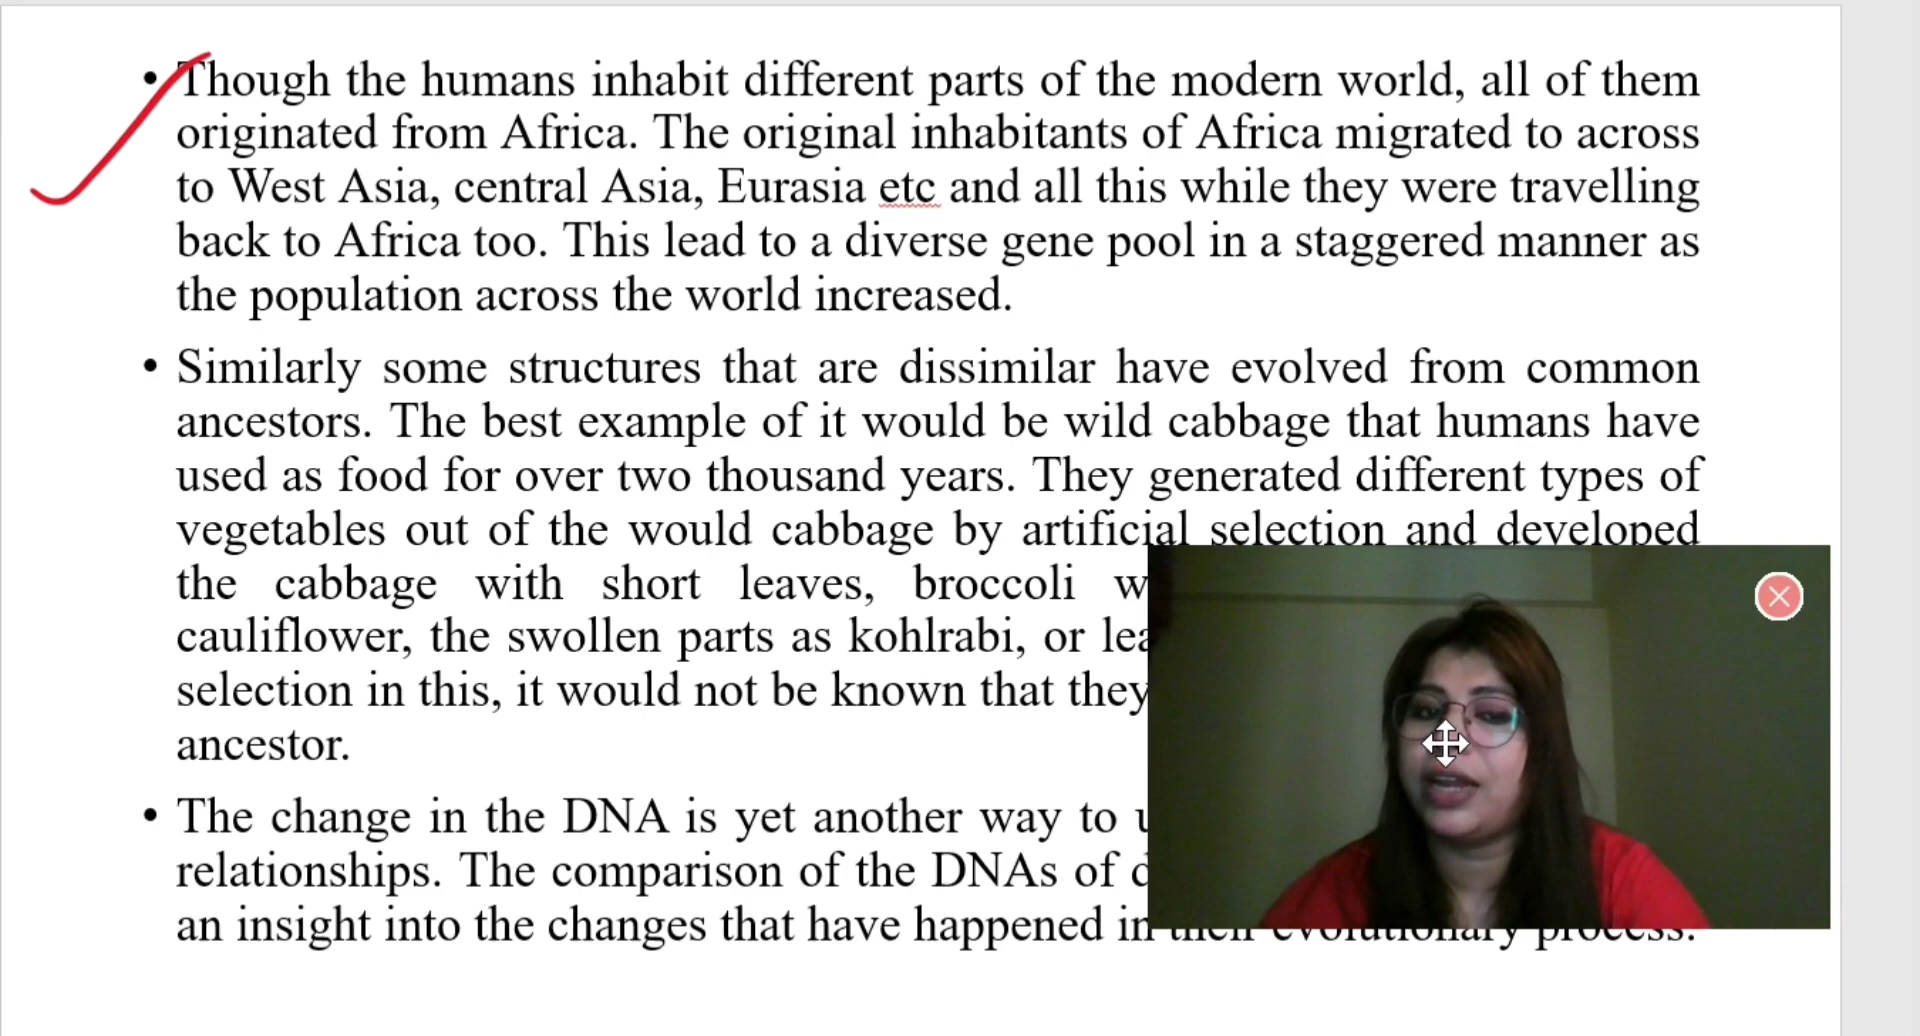 • Though the humans inhabit different parts of the modern world, all of them
originated from Africa. The original inhabitants of Africa migrated to across
to West Asia, central Asia, Eurasia etc and all this while they were travelling
back to Africa too. This lead to a diverse gene pool in a staggered manner as
the population across the world increased.
• Similarly some structures that are dissimilar have evolved from common
ancestors. The best example of it would be wild cabbage that humans have
used as food for over two thousand years. They generated different types of
vegetables out of the would cabbage by artificial selection and developed
the cabbage with short leaves, broccoli
cauliflower, the swollen parts as kohlrabi, or
selection in this, it would not be known that they
ancestor.
• The change in the DNA is yet another way to
relationships. The comparison of the DNAs of
an insight into the changes that have happened in their evolutionary process.